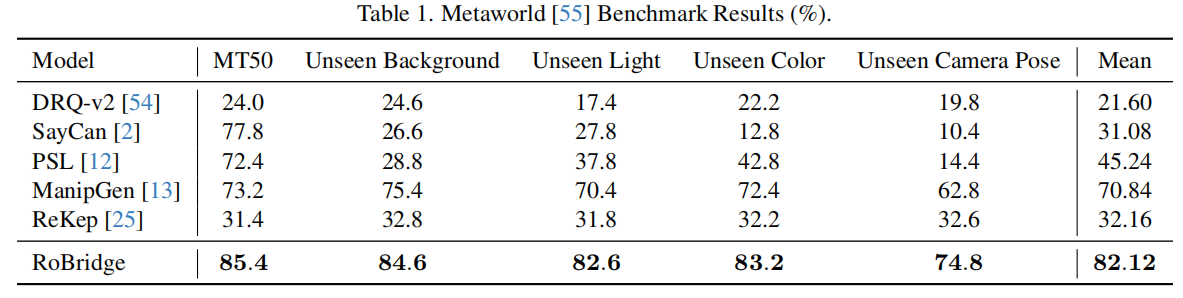 Table 1. Metaworld [55] Benchmark Results (%).
Model MT50 Unseen Background Unseen Light Unseen Color Unseen Camera Pose Mean
DRQ-v2 [54] 24.0 24.6 17.4 22.2 19.8 21.60
SayCan [2] 77.8 26.6 27.8 12.8 10.4 31.08
PSL [12] 72.4 28.8 37.8 42.8 14.4 45.24
ManipGen [13] 73.2 75.4 70.4 72.4 62.8 70.84
ReKep [25] 31.4 32.8 31.8 32.2 32.6 32.16
RoBridge 85.4 84.6 82.6 83.2 74.8 82.12